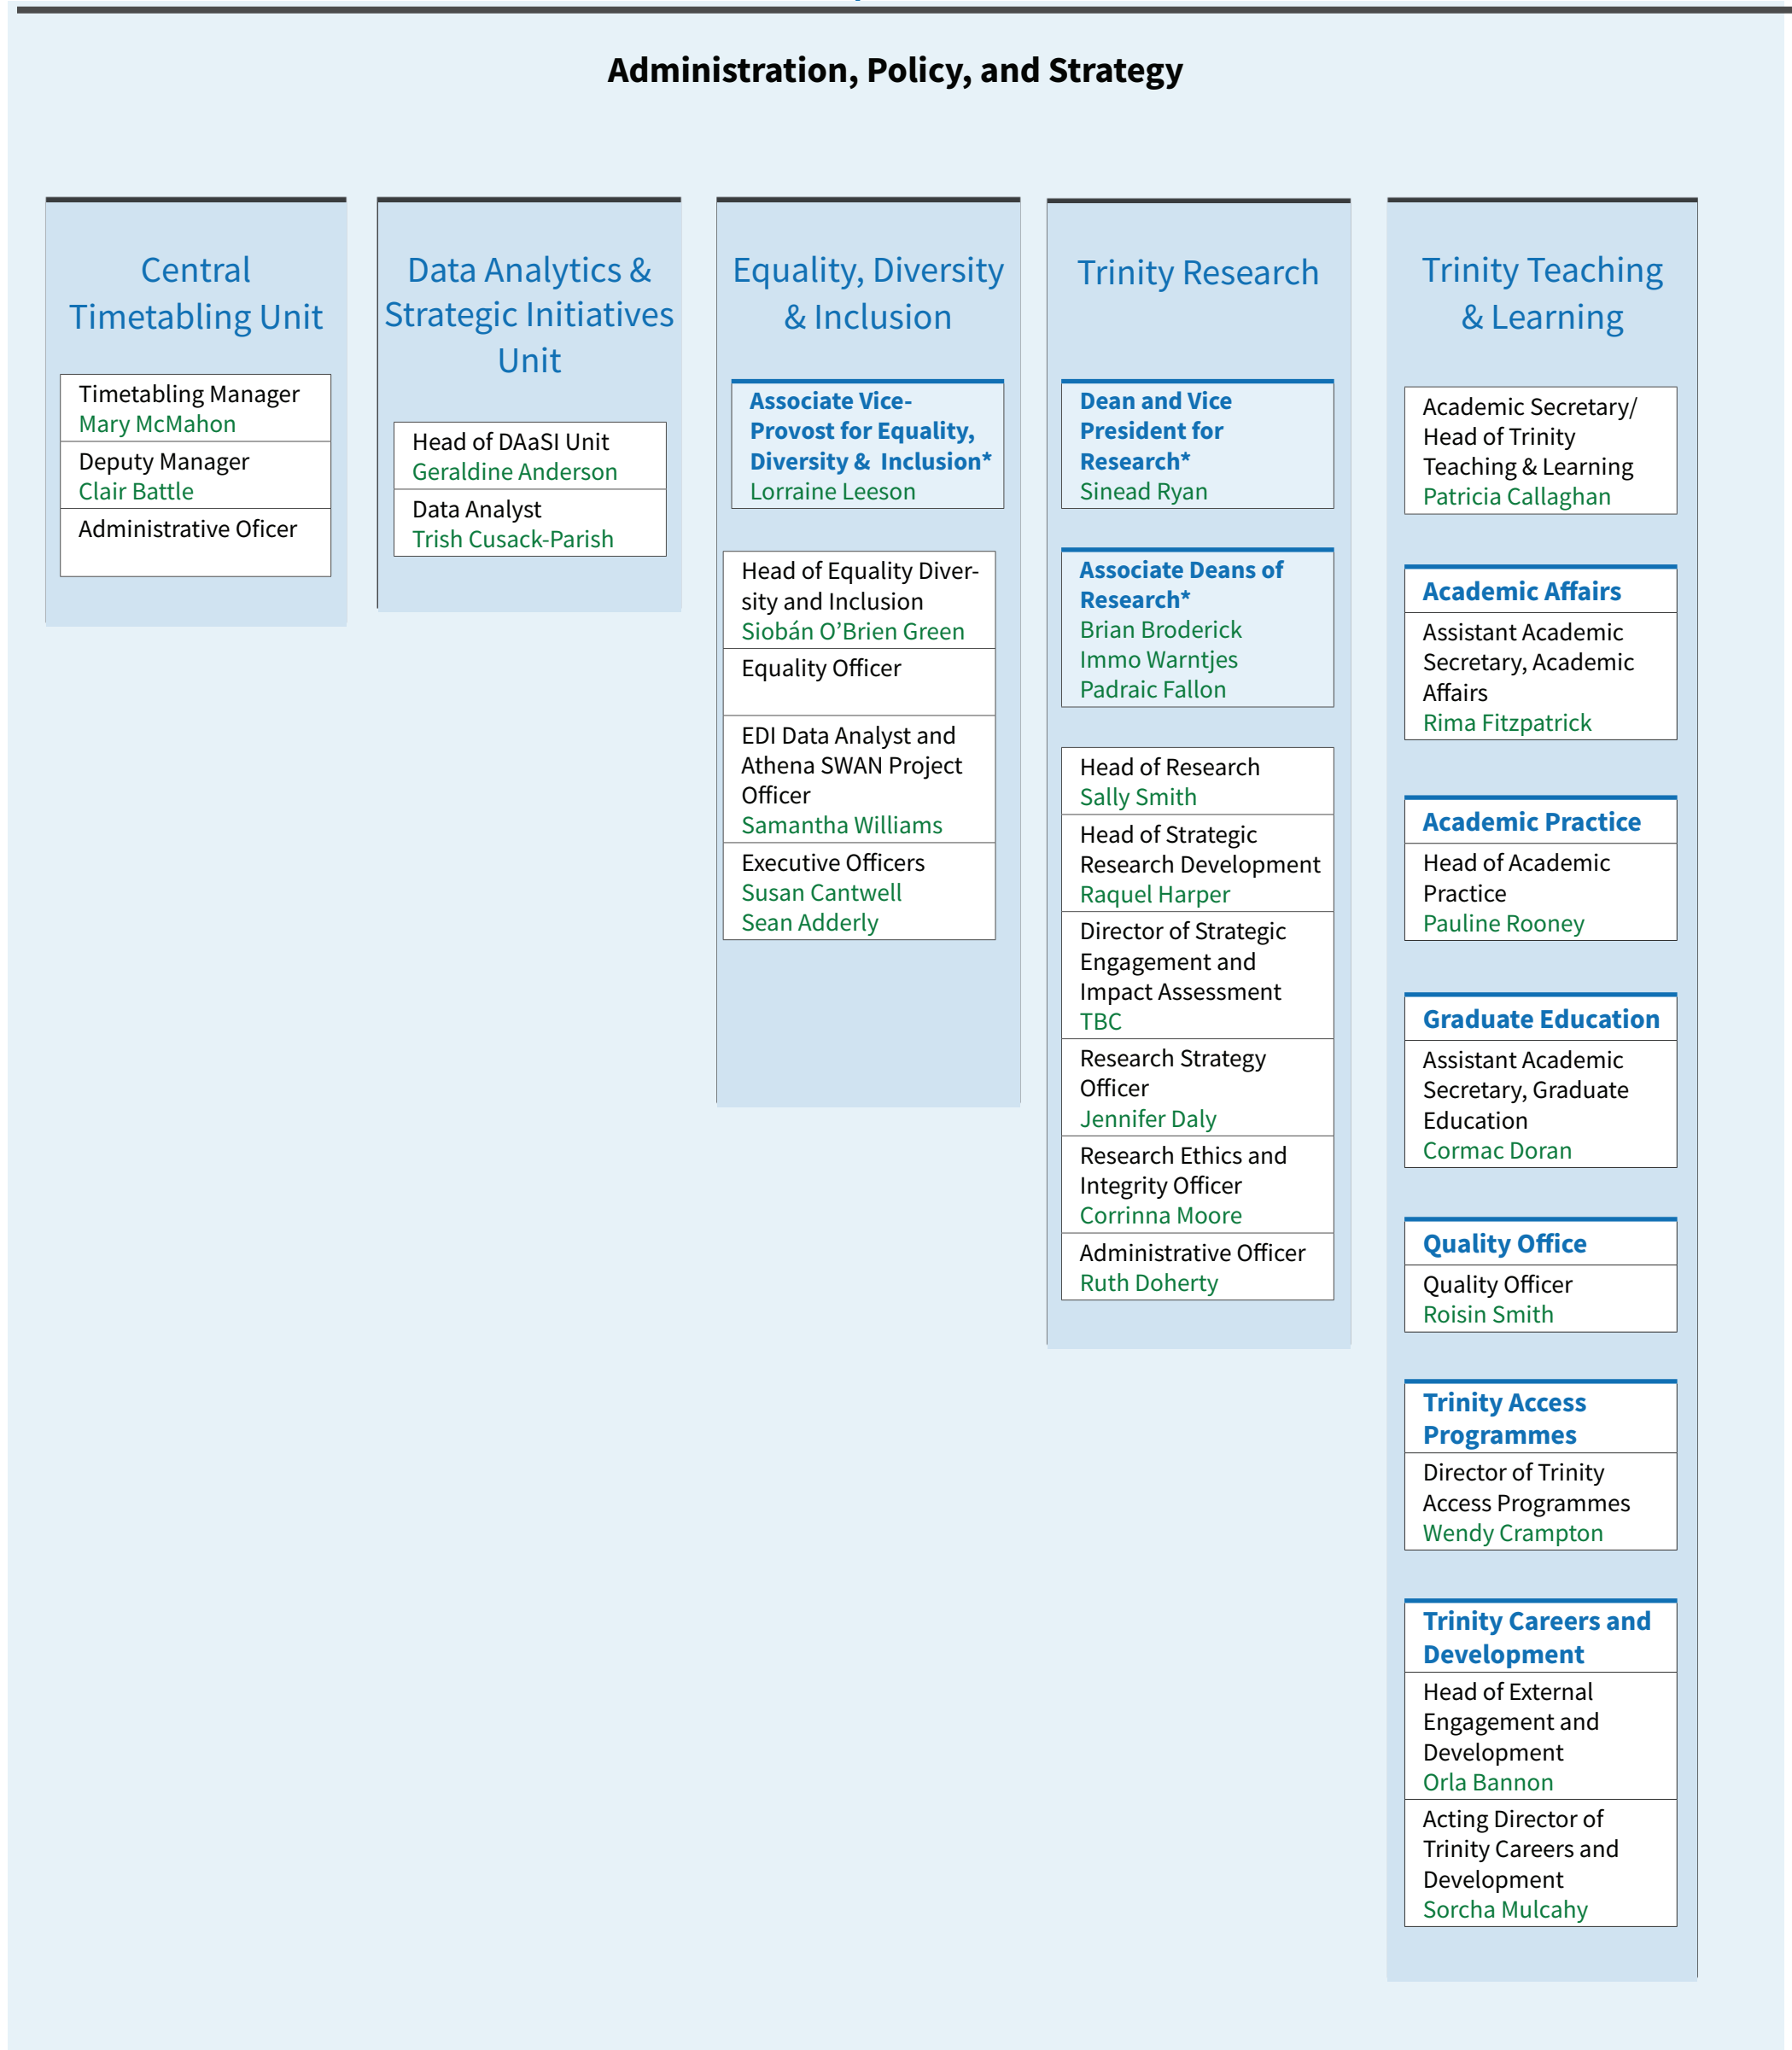 Administration, Policy, and Strategy
Central
Timetabling Unit
Timetabling Manager
Mary McMahon
Deputy Manager
Clair Battle
Administrative Oficer
Data Analytics &
Strategic Initiatives
Unit
Head of DAaSI Unit
Geraldine Anderson
Data Analyst
Trish Cusack-Parish
Equality, Diversity
& Inclusion
Associate Vice-
Provost for Equality,
Diversity &  Inclusion*
Lorraine Leeson
Head of Equality Diver-
sity and Inclusion
Siobán O’Brien Green
Equality Officer
EDI Data Analyst and
Athena SWAN Project
Officer
Samantha Williams
Executive Officers
Susan Cantwell
Sean Adderly
Trinity Research
Dean and Vice
President for
Research*
Sinead Ryan
Associate Deans of
Research*
Brian Broderick
Immo Warntjes
Padraic Fallon
Head of Research
Sally Smith
Head of Strategic
Research Development
Raquel Harper
Director of Strategic
Engagement and
Impact Assessment
TBC
Research Strategy
Officer
Jennifer Daly
Research Ethics and
Integrity Officer
Corrinna Moore
Administrative Officer
Ruth Doherty
Trinity Teaching
& Learning
Academic Secretary/
Head of Trinity
Teaching & Learning
Patricia Callaghan
Academic Affairs
Assistant Academic
Secretary, Academic
Affairs
Rima Fitzpatrick
Academic Practice
Head of Academic
Practice
Pauline Rooney
Graduate Education
Assistant Academic
Secretary, Graduate
Education
Cormac Doran
Quality Office
Quality Officer
Roisin Smith
Trinity Access
Programmes
Director of Trinity
Access Programmes
Wendy Crampton
Trinity Careers and
Development
Head of External
Engagement and
Development
Orla Bannon
Acting Director of
Trinity Careers and
Development
Sorcha Mulcahy